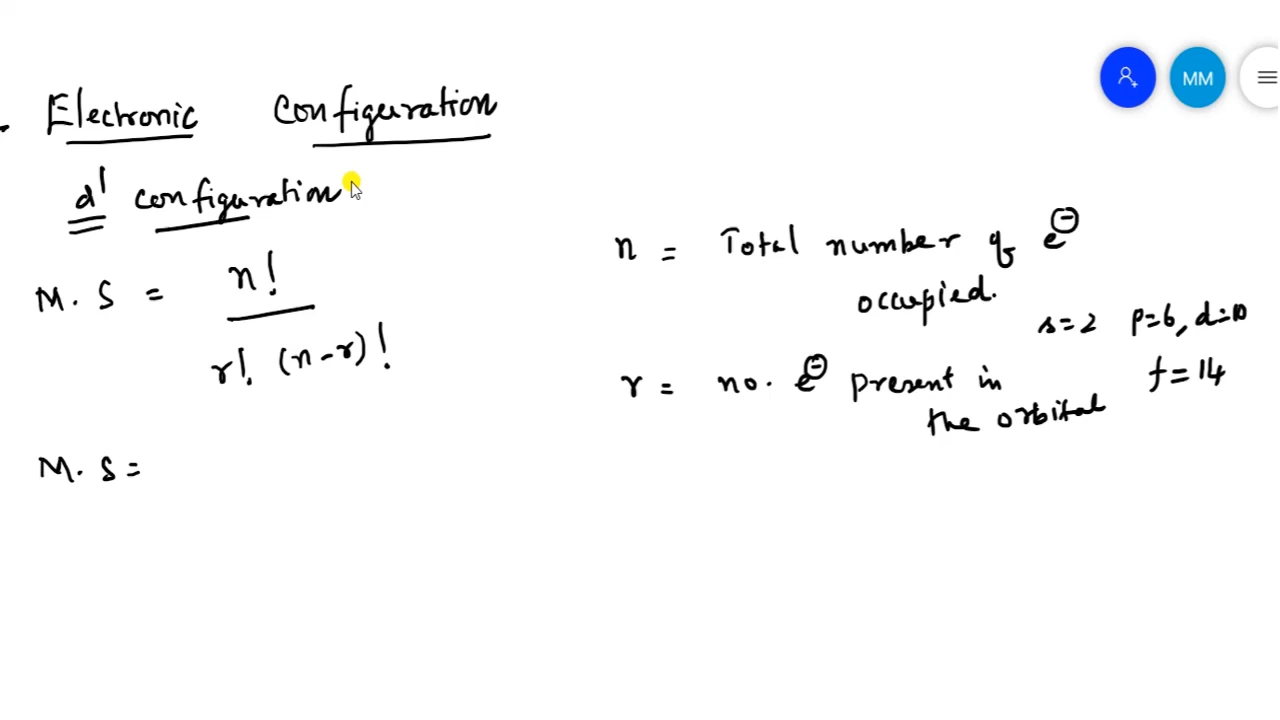 Electronic Configuration
d¹ configuration
M.S = n! / r! (n-r)!
n = Total number of e⊖ occupied.
s=2 p=6, d=10
f=14
r = no. e⊖ present in the orbital
M.S =
MM